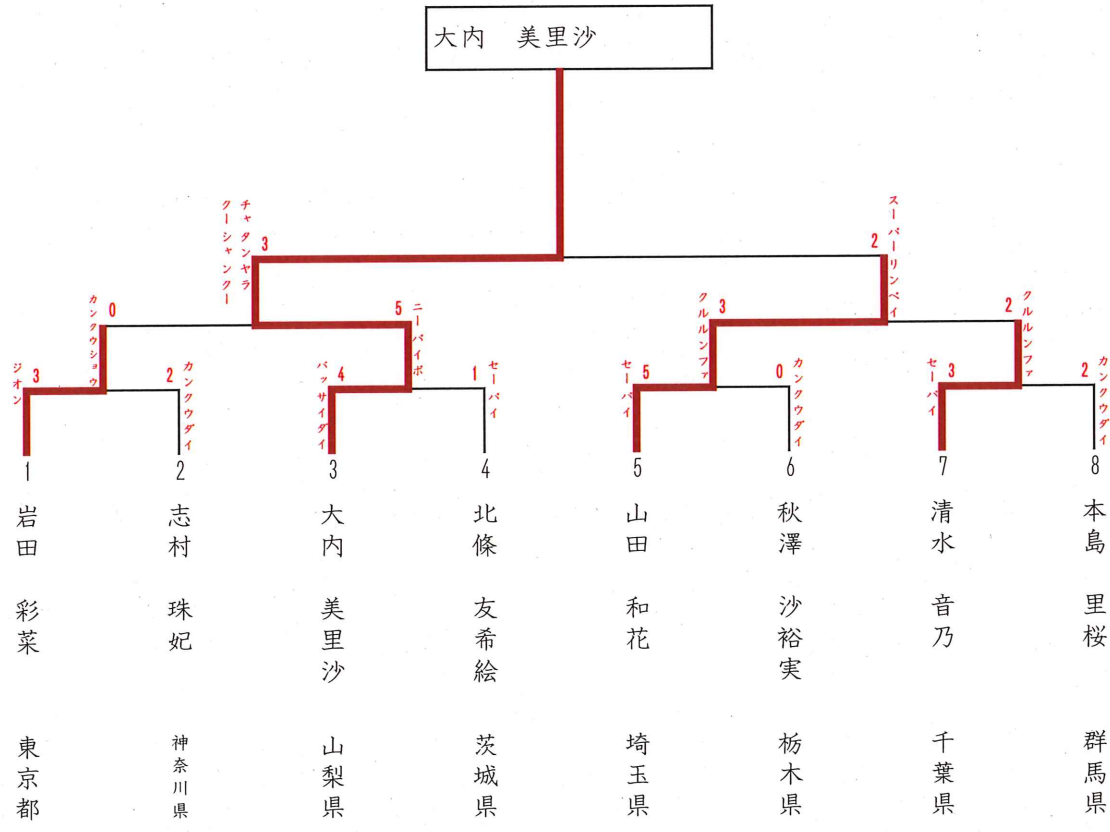 大内　美里沙
チャタンヤラ
クーシャンクー
3
2
スーパーリンペイ
カンクウショウ
0
5
ニーパイポ
クルルンファ
3
2
クルルンファ
ジオン
3
2
カンクウダイ
バッサイダイ
4
1
セーパイ
セーパイ
5
0
カンクウダイ
セーパイ
3
2
カンクウダイ
1
2
3
4
5
6
7
8
岩田　彩菜
志村　珠妃
大内　美里沙
北條　友希絵
山田　和花
秋澤　沙裕実
清水　音乃
本島　里桜
東京都
神奈川県
山梨県
茨城県
埼玉県
栃木県
千葉県
群馬県